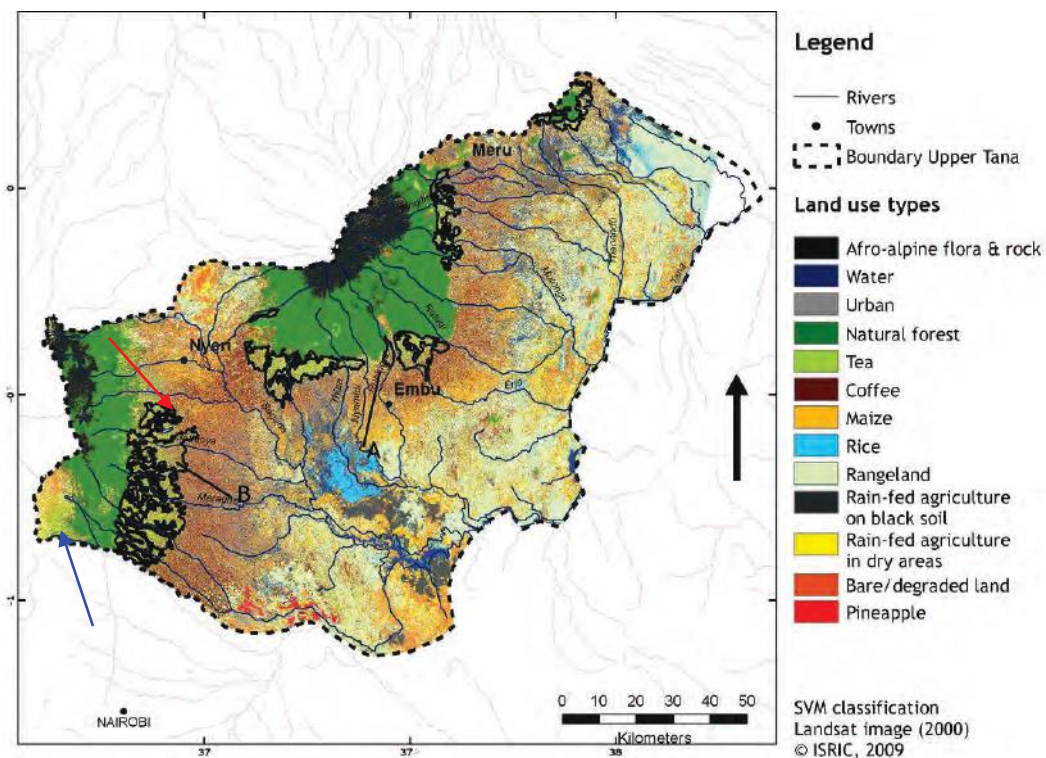 Meru
Nyeri
Embu
A
B
Merago
NAIROBI
0
-1
37
37
38
0 10 20 30 40 50
Kilometers
Legend
Rivers
Towns
Boundary Upper Tana
Land use types
Afro-alpine flora & rock
Water
Urban
Natural forest
Tea
Coffee
Maize
Rice
Rangeland
Rain-fed agriculture
on black soil
Rain-fed agriculture
in dry areas
Bare/degraded land
Pineapple
SVM classification
Landsat image (2000)
© ISRIC, 2009